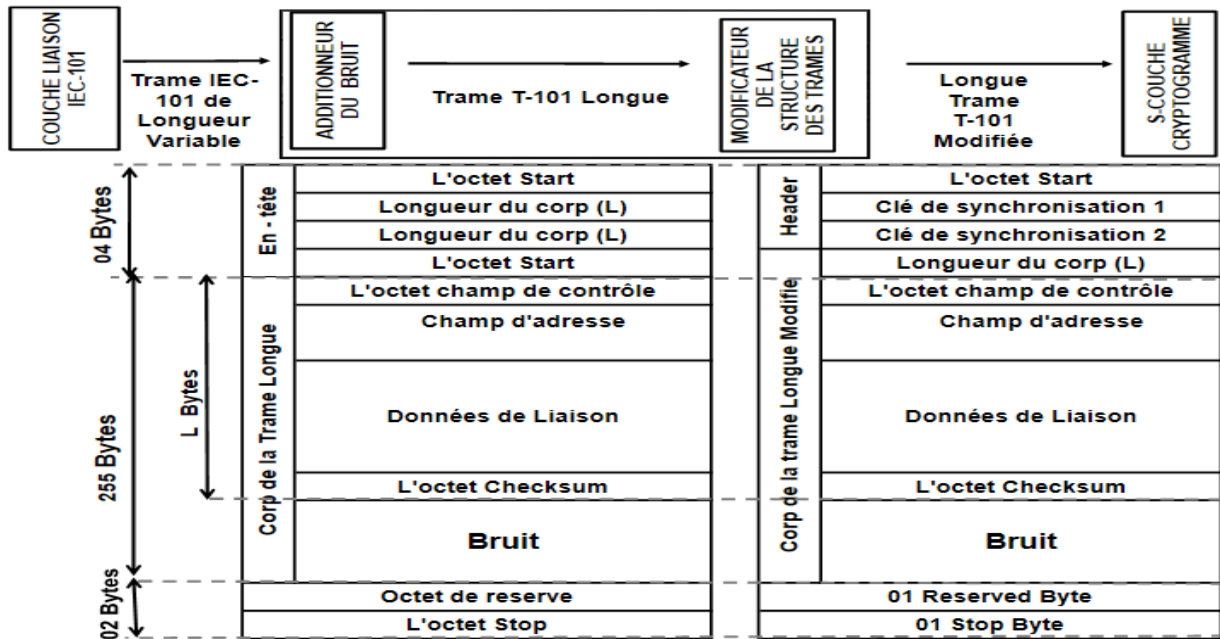 COUCHE LIAISON
IEC-101
Trame IEC-
101 de
Longueur
Variable
ADDITIONNEUR
DU BRUIT
Trame T-101 Longue
MODIFICATEUR
DE LA
STRUCTURE
DES TRAMES
Longue
Trame
T-101
Modifiée
S-COUCHE
CRYPTOGRAMME
04 Bytes
255 Bytes
02 Bytes
L Bytes
En - tête
L'octet Start
Longueur du corp (L)
Longueur du corp (L)
L'octet Start
Corp de la Trame Longue
L'octet champ de contrôle
Champ d'adresse
Données de Liaison
L'octet Checksum
Bruit
Octet de reserve
L'octet Stop
Header
L'octet Start
Clé de synchronisation 1
Clé de synchronisation 2
Corp de la trame Longue Modifie
Longueur du corp (L)
L'octet champ de contrôle
Champ d'adresse
Données de Liaison
L'octet Checksum
Bruit
01 Reserved Byte
01 Stop Byte